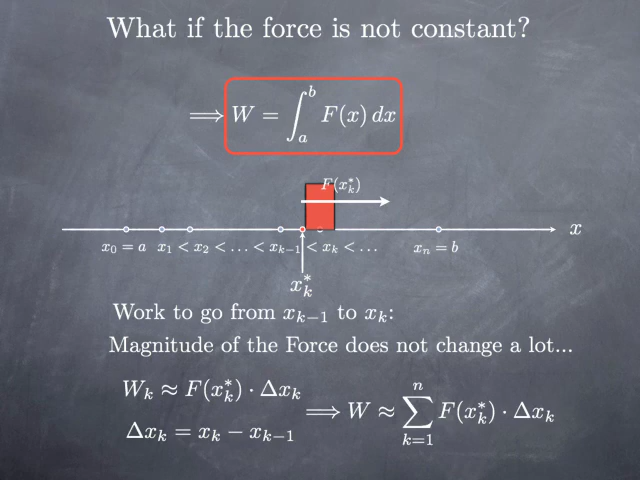 What if the force is not constant?
⟹ W = ∫_a^b F(x) dx
F(x_k^*)
x
x_0 = a x_1 < x_2 < … < x_{k−1} < x_k < … x_n = b
x_k^*
Work to go from x_{k−1} to x_k:
Magnitude of the Force does not change a lot...
W_k ≈ F(x_k^*) · Δx_k
⟹ W ≈ ∑_{k=1}^n F(x_k^*) · Δx_k
Δx_k = x_k − x_{k−1}